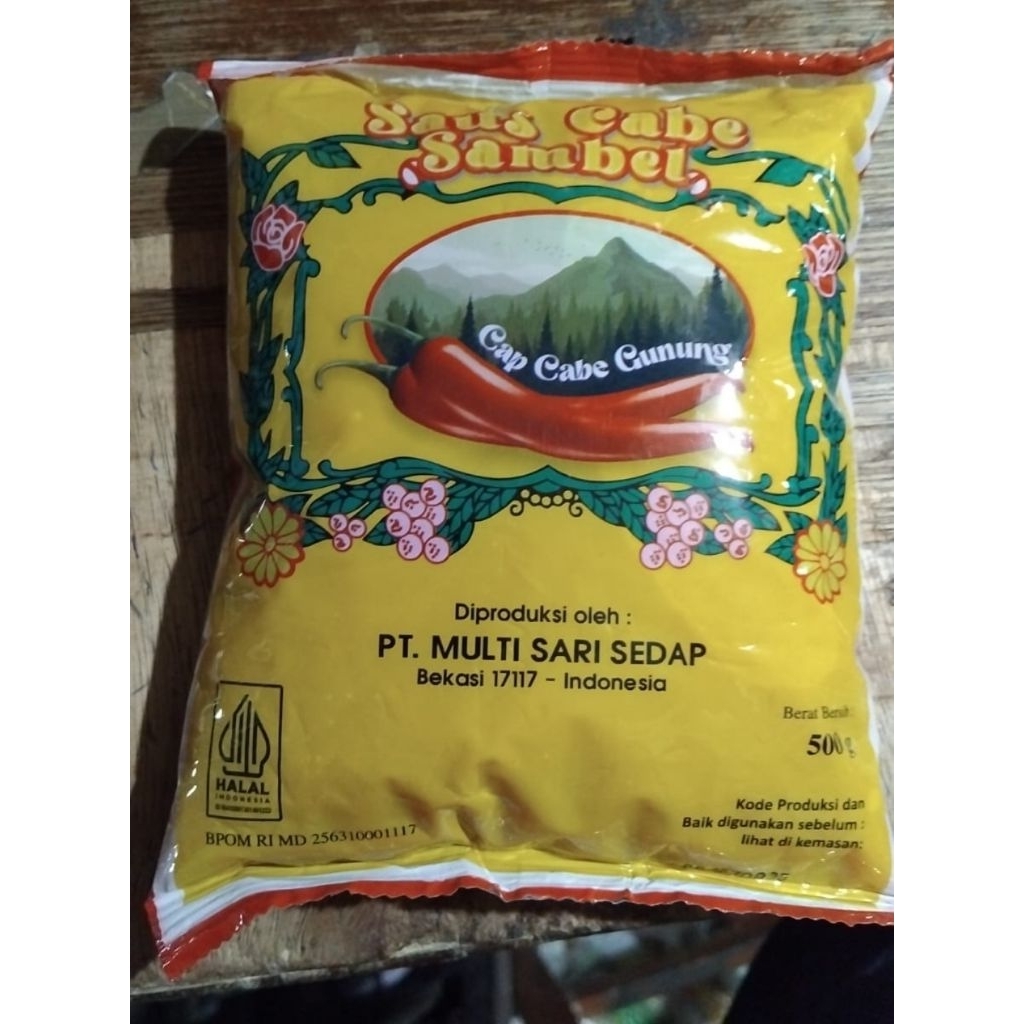 Saus Cabe
Sambel
Cap Cabe Gunung
Diproduksi oleh :
PT. MULTI SARI SEDAP
Bekasi 17117 - Indonesia
Berat Bersih :
500 g
HALAL
INDONESIA
BPOM RI MD 256310001117
Kode Produksi dan
Baik digunakan sebelum :
lihat di kemasan: